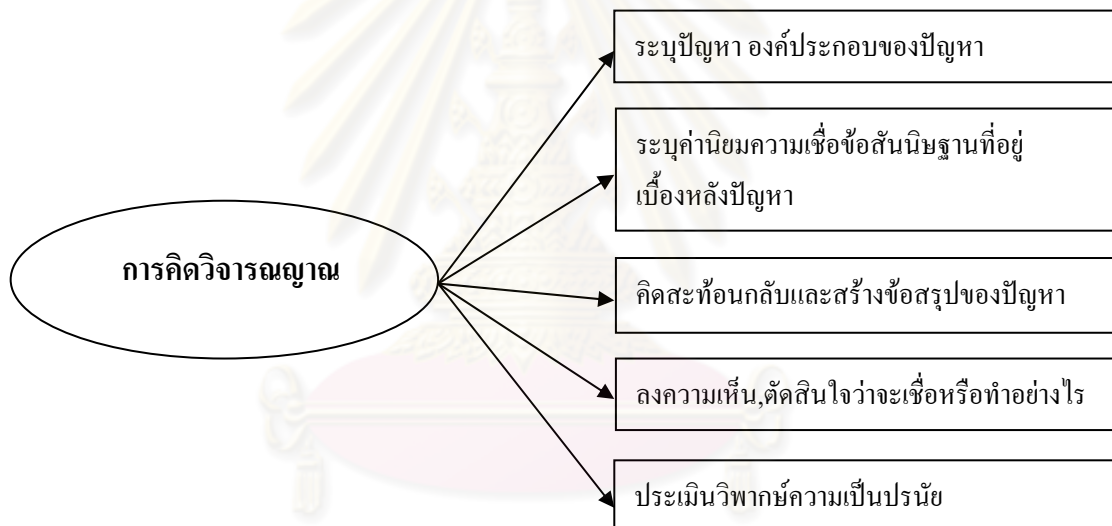 ระบุปัญหา องค์ประกอบของปัญหา
ระบุค่านิยมความเชื่อข้อสันนิษฐานที่อยู่
เบื้องหลังปัญหา
การคิดวิจารณญาณ
คิดสะท้อนกลับและสร้างข้อสรุปของปัญหา
ลงความเห็น,ตัดสินใจว่าจะเชื่อหรือทำอย่างไร
ประเมินวิพากษ์ความเป็นปรนัย